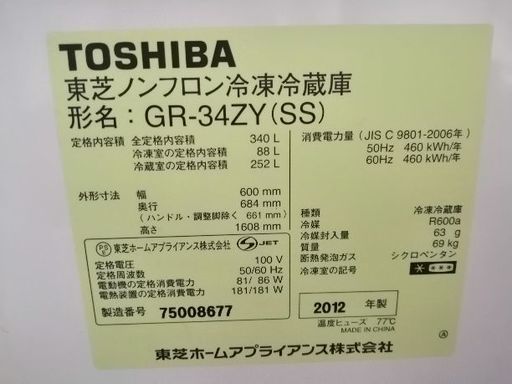 TOSHIBA
東芝ノンフロン冷凍冷蔵庫
形名：GR-34ZY(SS)
定格内容積 全定格内容積 340 L
冷凍室の定格内容積 88 L
冷蔵室の定格内容積 252 L
消費電力量 (JIS C 9801-2006年)
50Hz 460 kWh/年
60Hz 460 kWh/年
外形寸法 幅 600 mm
奥行 684 mm
(ハンドル・調整脚除く 661 mm)
高さ 1608 mm
種類 冷凍冷蔵庫
冷媒 R600a
冷媒封入量 63 g
質量 69 kg
断熱発泡ガス シクロペンタン
冷凍室の記号
PSE 東芝ホームアプライアンス株式会社 JET
定格電圧 100 V
定格周波数 50/60 Hz
電動機の定格消費電力 81/ 86 W
電熱装置の定格消費電力 181/181 W
製造番号 75008677
2012 年製
温度ヒューズ 77℃
MADE IN CHINA
Ⓐ
東芝ホームアプライアンス株式会社